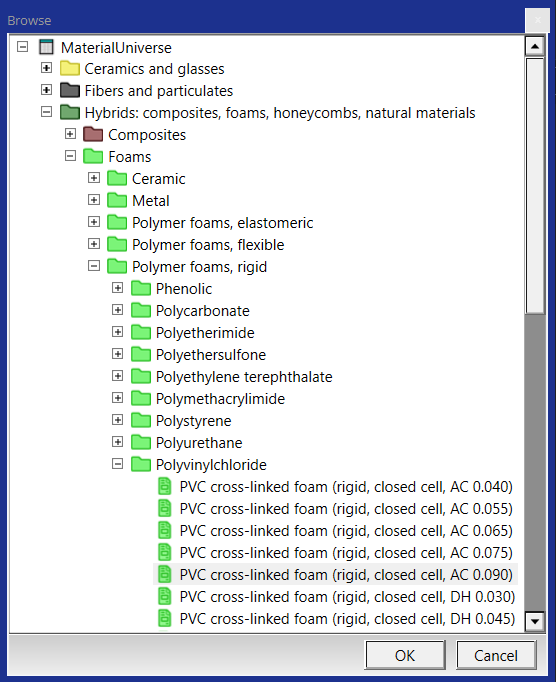 Browse
MaterialUniverse
Ceramics and glasses
Fibers and particulates
Hybrids: composites, foams, honeycombs, natural materials
Composites
Foams
Ceramic
Metal
Polymer foams, elastomeric
Polymer foams, flexible
Polymer foams, rigid
Phenolic
Polycarbonate
Polyetherimide
Polyethersulfone
Polyethylene terephthalate
Polymethacrylimide
Polystyrene
Polyurethane
Polyvinylchloride
PVC cross-linked foam (rigid, closed cell, AC 0.040)
PVC cross-linked foam (rigid, closed cell, AC 0.055)
PVC cross-linked foam (rigid, closed cell, AC 0.065)
PVC cross-linked foam (rigid, closed cell, AC 0.075)
PVC cross-linked foam (rigid, closed cell, AC 0.090)
PVC cross-linked foam (rigid, closed cell, DH 0.030)
PVC cross-linked foam (rigid, closed cell, DH 0.045)
OK Cancel